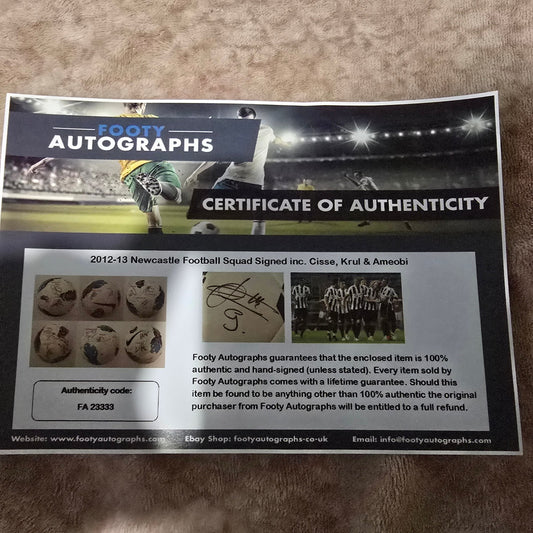 FOOTY
AUTOGRAPHS
CERTIFICATE OF AUTHENTICITY
2012-13 Newcastle Football Squad Signed inc. Cisse, Krul & Ameobi
9.
Footy Autographs guarantees that the enclosed item is 100%
authentic and hand-signed (unless stated). Every item sold by
Footy Autographs comes with a lifetime guarantee. Should this
item be found to be anything other than 100% authentic the original
purchaser from Footy Autographs will be entitled to a full refund.
Authenticity code:
FA 23333
Website: www.footyautographs.com Ebay Shop: footyautographs-co-uk Email: info@footyautographs.com